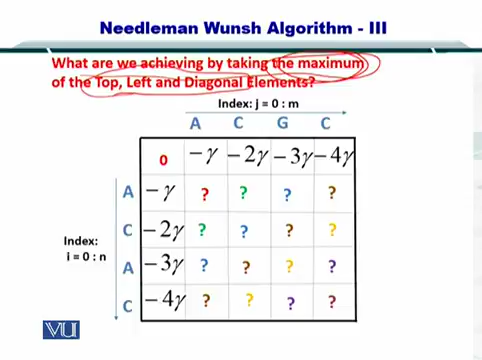 Needleman Wunsh Algorithm - III
What are we achieving by taking the maximum
of the Top, Left and Diagonal Elements?
Index: j = 0 : m
A C G C
0 −γ −2γ −3γ −4γ
A −γ ? ? ? ?
C −2γ ? ? ? ?
Index:
i = 0 : n
A −3γ ? ? ? ?
C −4γ ? ? ? ?
VU